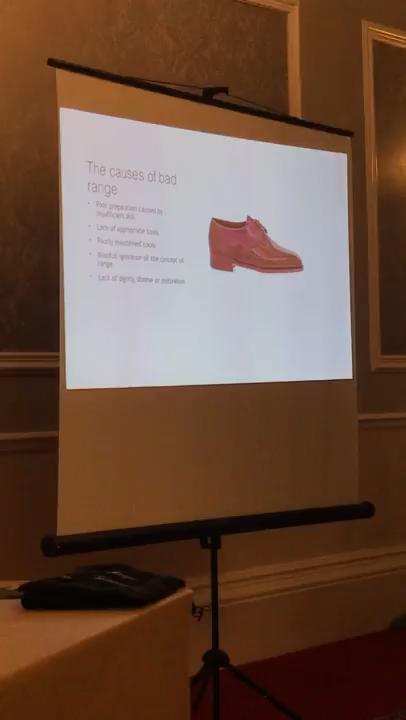 The causes of bad
range
• Poor preparation caused by
insufficient skill.
• Lack of appropriate tools.
• Poorly maintained tools
• Blissful ignorance of the concept of
range.
• Lack of dignity, shame or